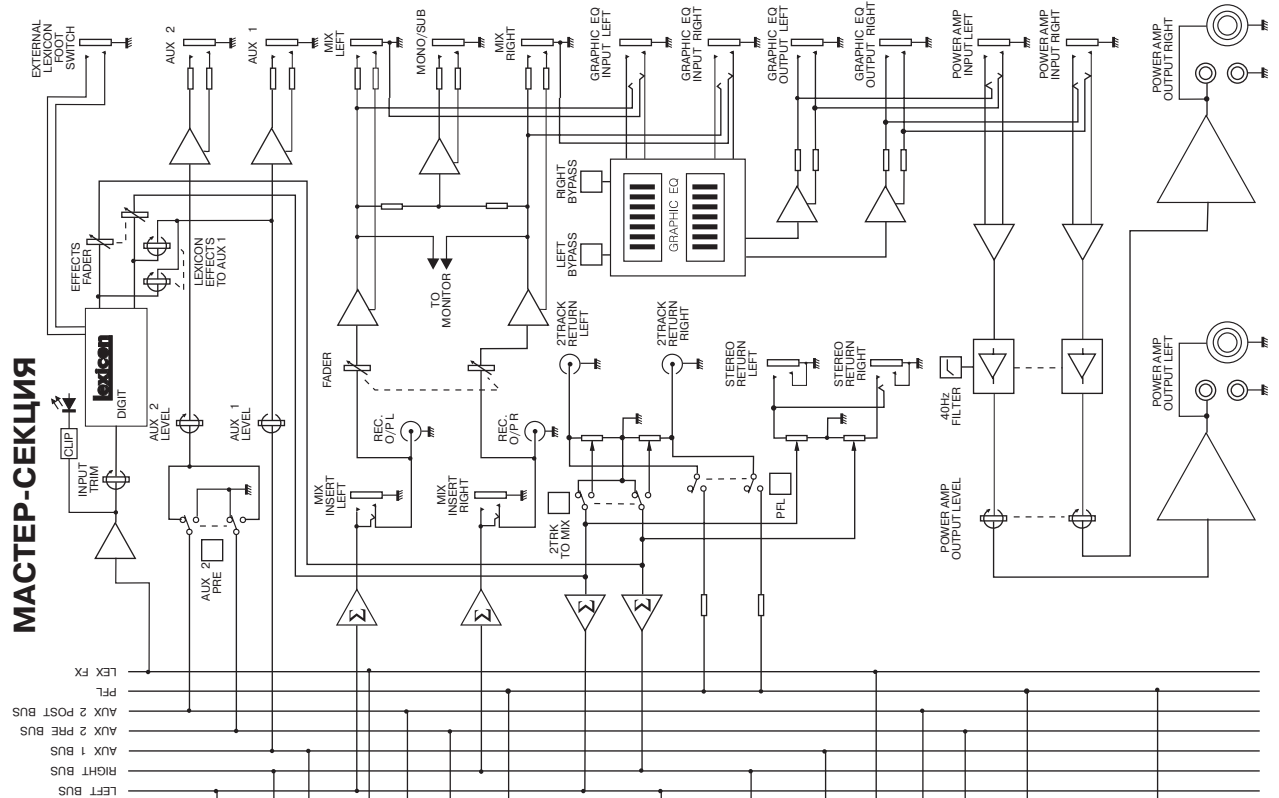 МАСТЕР-СЕКЦИЯ
EXTERNAL
LEXICON
FOOT
SWITCH
AUX 2
AUX 1
MIX
LEFT
MONO/SUB
MIX
RIGHT
GRAPHIC EQ
INPUT LEFT
GRAPHIC EQ
INPUT RIGHT
GRAPHIC EQ
OUTPUT LEFT
GRAPHIC EQ
OUTPUT RIGHT
POWER AMP
INPUT LEFT
POWER AMP
INPUT RIGHT
POWER AMP
OUTPUT RIGHT
EFFECTS
FADER
LEXICON
EFFECTS
TO AUX 1
lexicon
DIGIT
CLIP
INPUT
TRIM
AUX 2
LEVEL
AUX 1
LEVEL
AUX 2
PRE
TO
MONITOR
FADER
REC.
O/P L
REC.
O/P R
MIX
INSERT
LEFT
MIX
INSERT
RIGHT
LEFT
BYPASS
RIGHT
BYPASS
GRAPHIC EQ
2TRACK
RETURN
LEFT
2TRACK
RETURN
RIGHT
STEREO
RETURN
LEFT
STEREO
RETURN
RIGHT
2TRK
TO MIX
PFL
40Hz
FILTER
POWER AMP
OUTPUT LEVEL
POWER AMP
OUTPUT LEFT
Σ
Σ
Σ
Σ
LEX FX
PFL
AUX 2 POST BUS
AUX 2 PRE BUS
AUX 1 BUS
RIGHT BUS
LEFT BUS